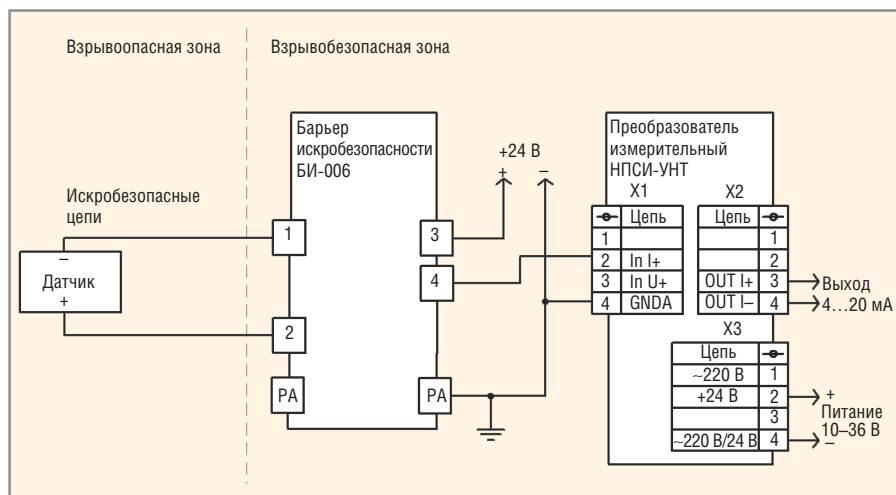 Взрывоопасная зона
Взрывобезопасная зона
Барьер
искробезопасности
БИ-006
+24 В
+
–
Преобразователь
измерительный
НПСИ-УНТ
X1
X2
Искробезопасные
цепи
–
Датчик
+
1
2
PA
3
4
PA
Цепь
1
2 In I+
3 In U+
4 GNDA
Цепь
1
2
OUT I+ 3
OUT I– 4
Выход
4…20 мА
X3
Цепь
~220 В 1
+24 В 2
3
~220 В/24 В 4
+
Питание
10–36 В
–